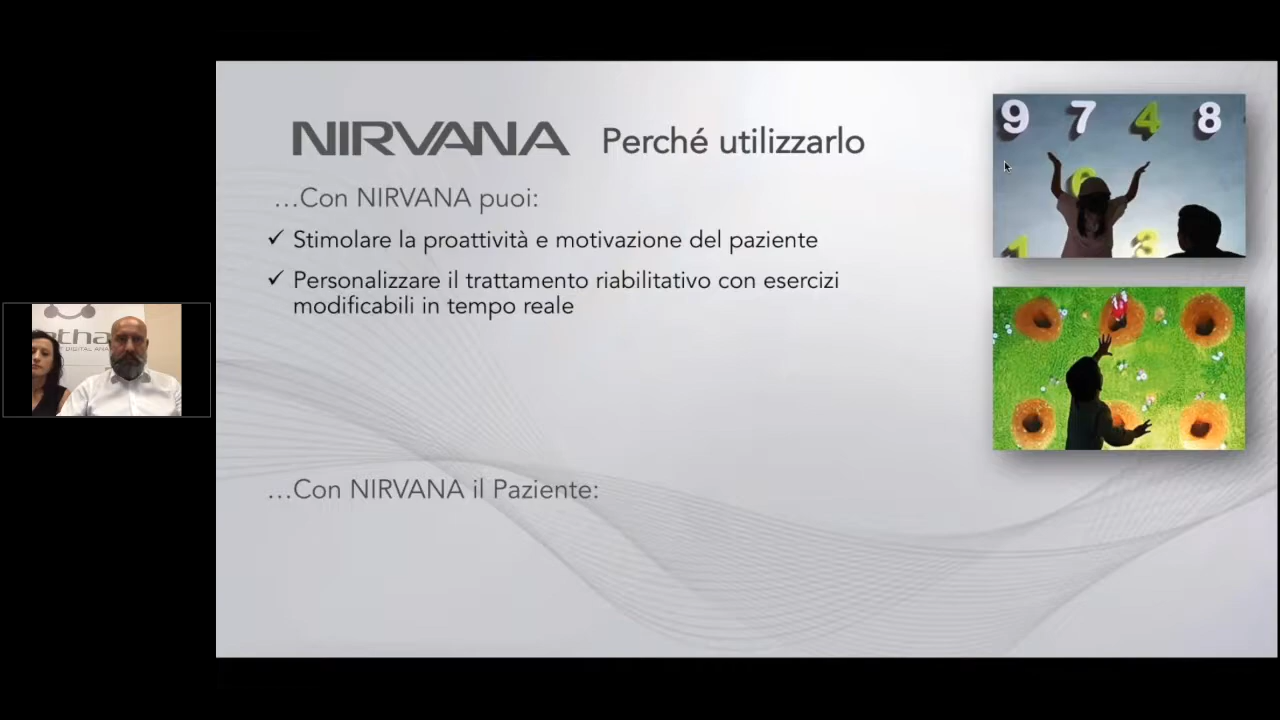 NIRVANA Perché utilizzarlo
…Con NIRVANA puoi:
✓ Stimolare la proattività e motivazione del paziente
✓ Personalizzare il trattamento riabilitativo con esercizi
modificabili in tempo reale
…Con NIRVANA il Paziente:
9 7 4 8
3